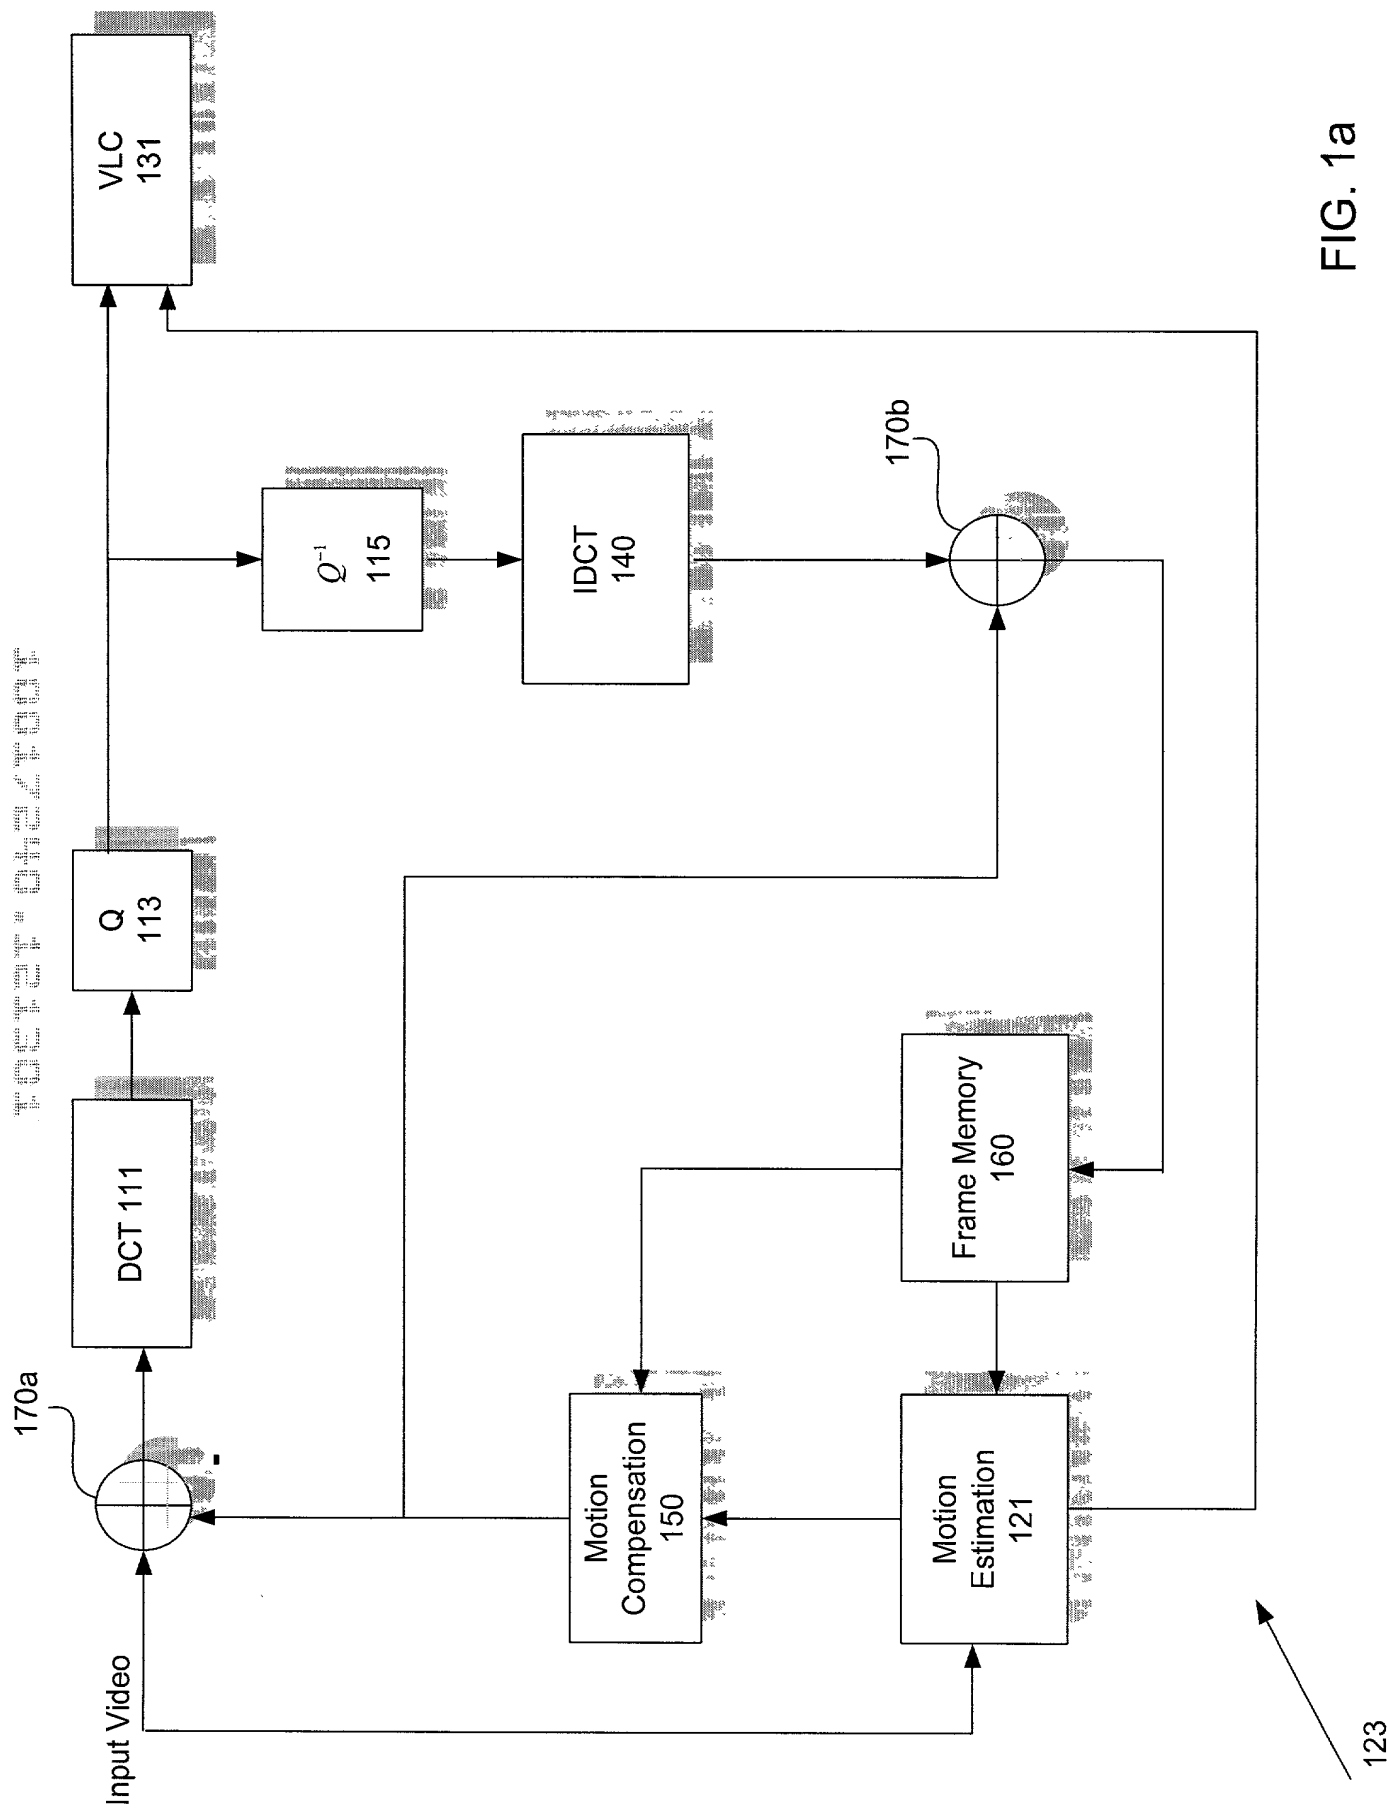 Input Video
170a
-
DCT 111
Q
113
VLC
131
Q⁻¹
115
IDCT
140
170b
Motion
Compensation
150
Frame Memory
160
Motion
Estimation
121
123
FIG. 1a